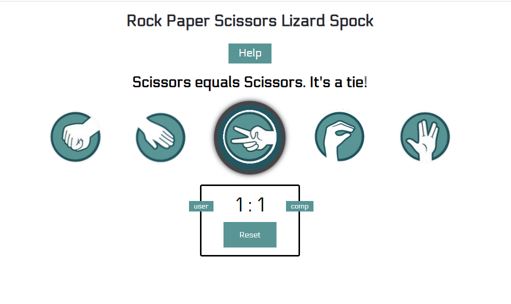 Rock Paper Scissors Lizard Spock
Help
Scissors equals Scissors. It's a tie!
user 1 : 1 comp
Reset